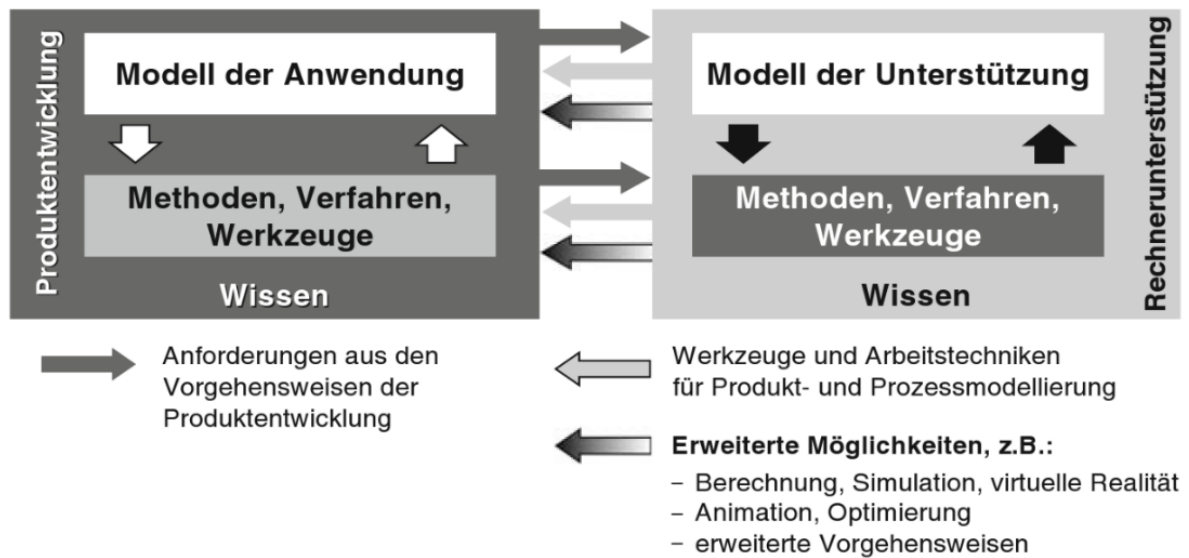 Produktentwicklung
Modell der Anwendung
Methoden, Verfahren,
Werkzeuge
Wissen
Modell der Unterstützung
Methoden, Verfahren,
Werkzeuge
Wissen
Rechnerunterstützung
Anforderungen aus den
Vorgehensweisen der
Produktentwicklung
Werkzeuge und Arbeitstechniken
für Produkt- und Prozessmodellierung
Erweiterte Möglichkeiten, z.B.:
– Berechnung, Simulation, virtuelle Realität
– Animation, Optimierung
– erweiterte Vorgehensweisen